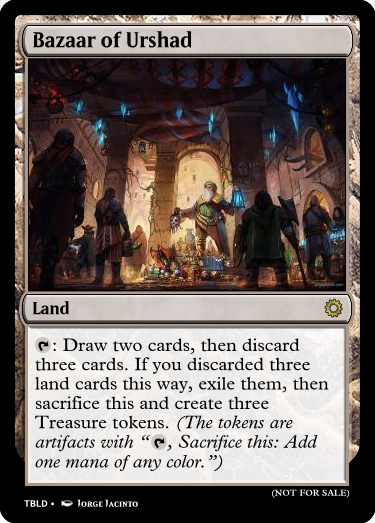 Bazaar of Urshad
Land
: Draw two cards, then discard
three cards. If you discarded three
land cards this way, exile them, then
sacrifice this and create three
Treasure tokens. (The tokens are
artifacts with “, Sacrifice this: Add
one mana of any color.”)
(NOT FOR SALE)
TBLD • Jorge Jacinto